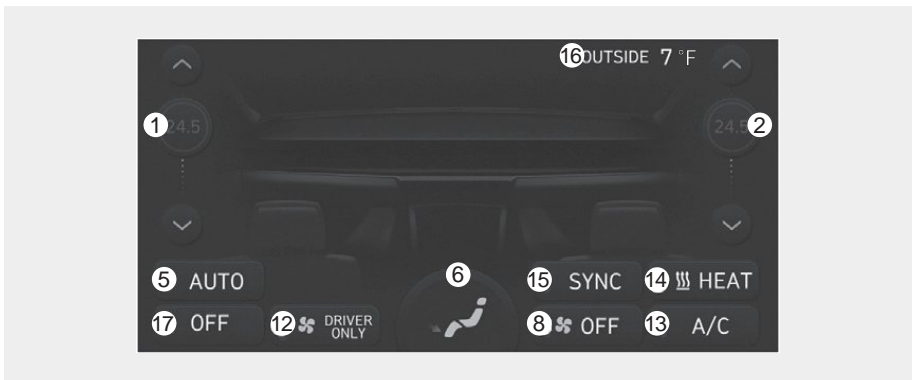 16 OUTSIDE 7 °F
1 24.5
24.5 2
5 AUTO
6
15 SYNC
14 HEAT
17 OFF
12 DRIVER
ONLY
8 OFF
13 A/C